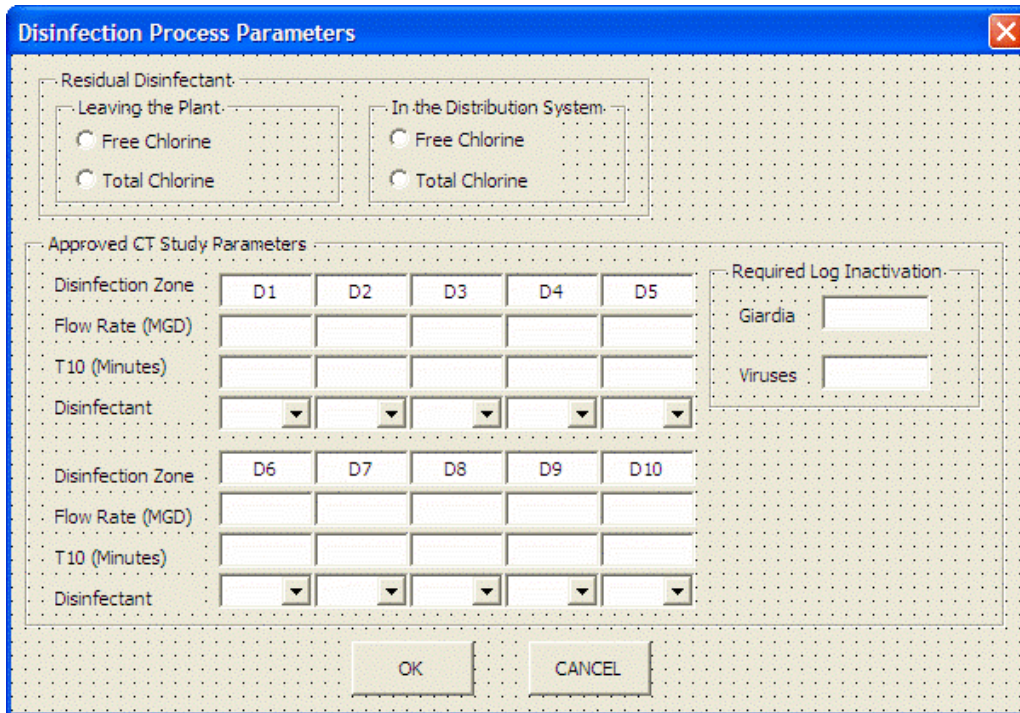 Disinfection Process Parameters
Residual Disinfectant
Leaving the Plant
In the Distribution System
Free Chlorine
Free Chlorine
Total Chlorine
Total Chlorine
Approved CT Study Parameters
Required Log Inactivation
Disinfection Zone D1 D2 D3 D4 D5
Giardia
Flow Rate (MGD)
T10 (Minutes)
Viruses
Disinfectant
Disinfection Zone D6 D7 D8 D9 D10
Flow Rate (MGD)
T10 (Minutes)
Disinfectant
OK
CANCEL